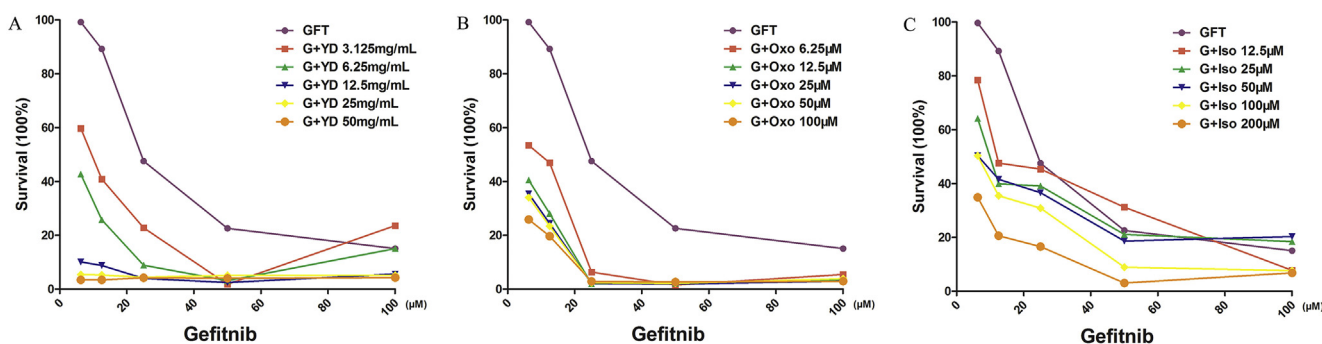 A
Survival (100%)
100
80
60
40
20
0
GFT
G+YD 3.125mg/mL
G+YD 6.25mg/mL
G+YD 12.5mg/mL
G+YD 25mg/mL
G+YD 50mg/mL
0
20
40
60
80
100
(μM)
Gefitnib
B
Survival (100%)
100
80
60
40
20
0
GFT
G+Oxo 6.25μM
G+Oxo 12.5μM
G+Oxo 25μM
G+Oxo 50μM
G+Oxo 100μM
0
20
40
60
80
100
(μM)
Gefitnib
C
Survival (100%)
100
80
60
40
20
0
GFT
G+Iso 12.5μM
G+Iso 25μM
G+Iso 50μM
G+Iso 100μM
G+Iso 200μM
0
20
40
60
80
100
(μM)
Gefitnib